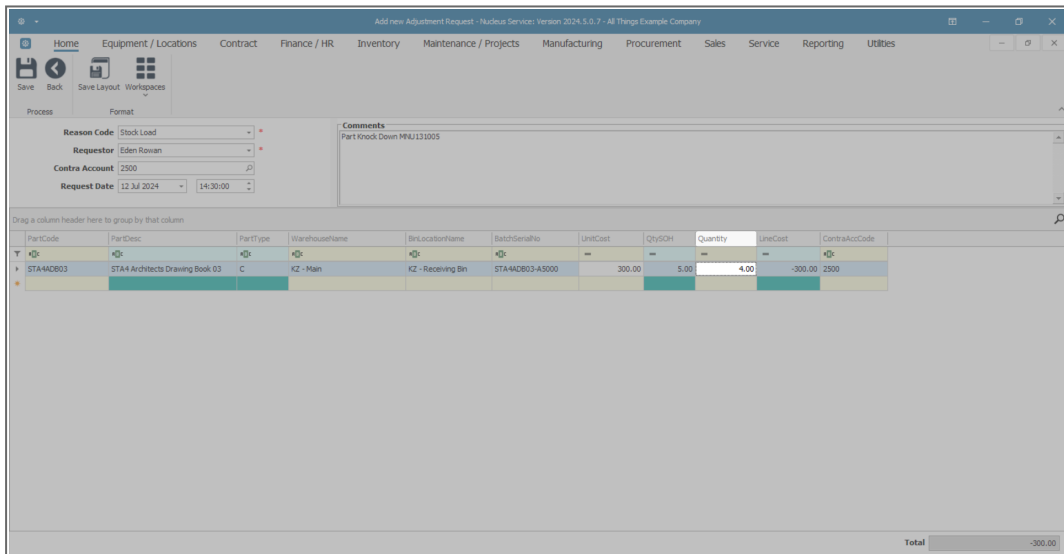 Add new Adjustment Request - Nucleus Service: Version 2024.5.0.7 - All Things Example Company
Home Equipment / Locations Contract Finance / HR Inventory Maintenance / Projects Manufacturing Procurement Sales Service Reporting Utilities
Save Back Save Layout Workspaces
Process Format
Reason Code Stock Load *
Requestor Eden Rowan *
Contra Account 2500
Request Date 12 Jul 2024 14:30:00
Comments
Part Knock Down MNU131005
Drag a column header here to group by that column
PartCode PartDesc PartType WarehouseName BinLocationName BatchSerialNo UnitCost QtySOH Quantity LineCost ContraAccCode
STA4ADB03 STA4 Architects Drawing Book 03 C KZ - Main KZ - Receiving Bin STA4ADB03-A5000 300.00 5.00 4.00 -300.00 2500
Total -300.00